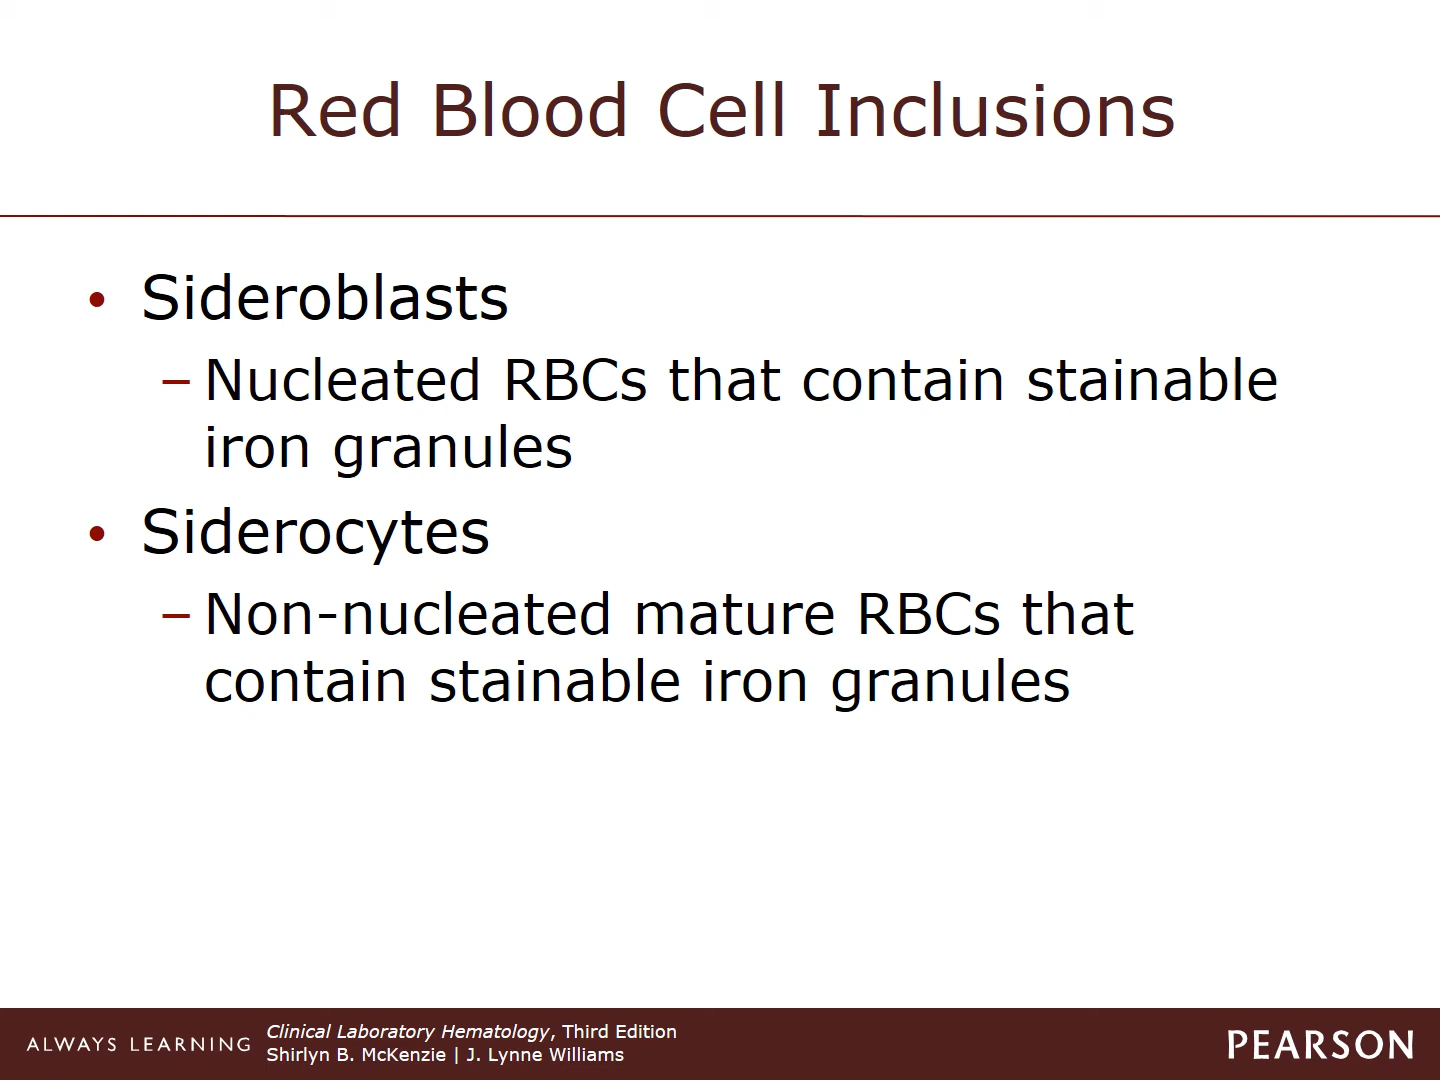 Red Blood Cell Inclusions
• Sideroblasts
– Nucleated RBCs that contain stainable
iron granules
• Siderocytes
– Non-nucleated mature RBCs that
contain stainable iron granules
ALWAYS LEARNING
Clinical Laboratory Hematology, Third Edition
Shirlyn B. McKenzie | J. Lynne Williams
PEARSON